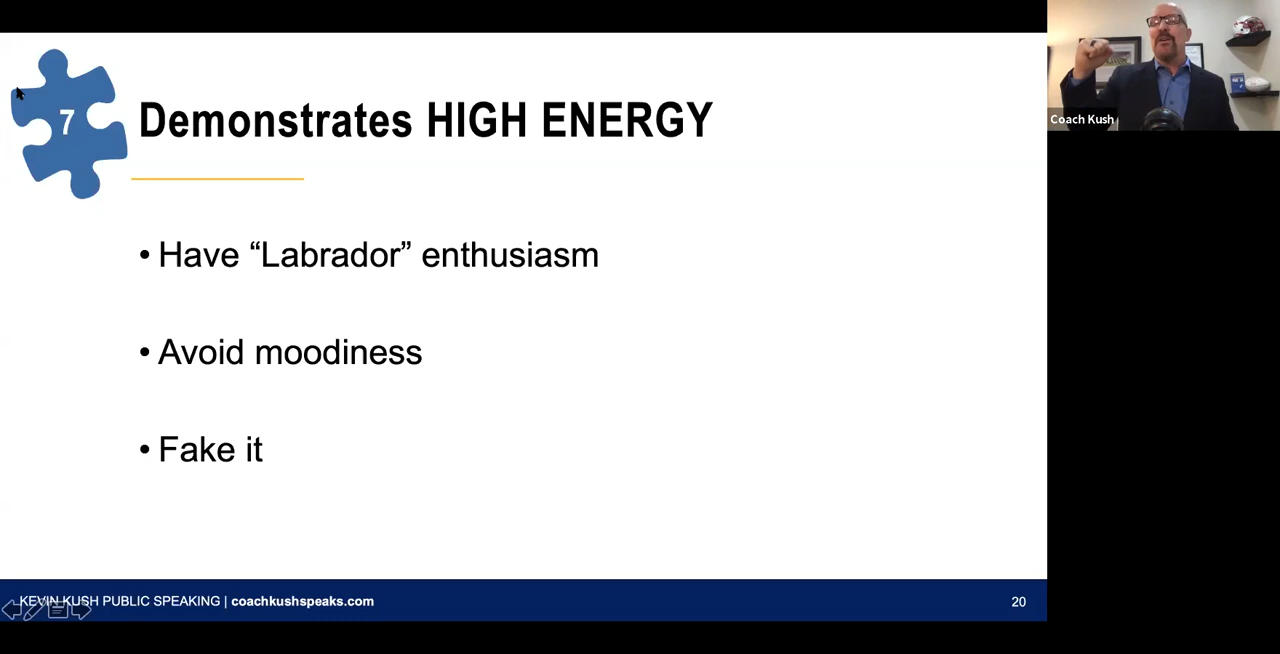 7
Demonstrates HIGH ENERGY
• Have “Labrador” enthusiasm
• Avoid moodiness
• Fake it
KEVIN KUSH PUBLIC SPEAKING | coachkushspeaks.com
20
Coach Kush